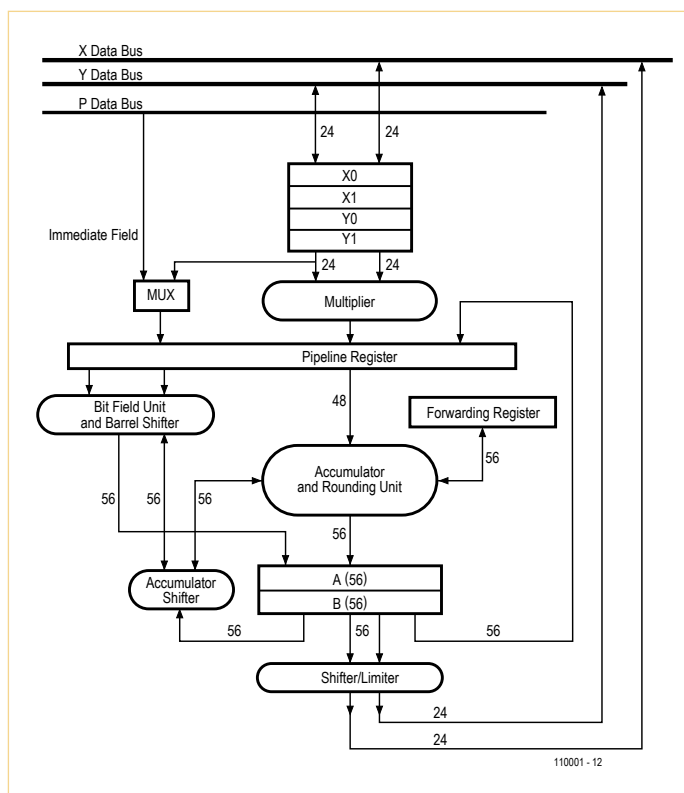 X Data Bus
Y Data Bus
P Data Bus
24
24
X0
X1
Y0
Y1
Immediate Field
24
24
MUX
Multiplier
Pipeline Register
Bit Field Unit
and Barrel Shifter
48
Forwarding Register
56
Accumulator
and Rounding Unit
56
56
56
56
Accumulator
Shifter
A (56)
B (56)
56
56
56
Shifter/Limiter
24
24
110001 - 12